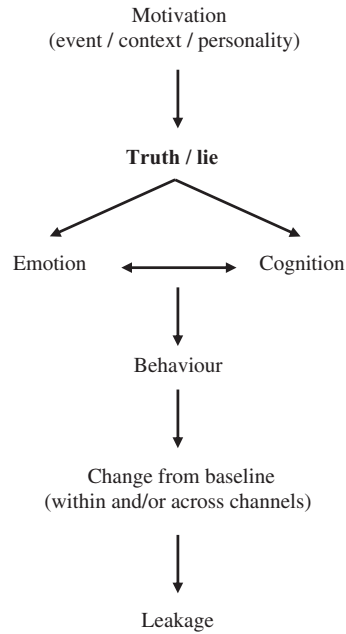 Motivation
(event / context / personality)
Truth / lie
Emotion
Cognition
Behaviour
Change from baseline
(within and/or across channels)
Leakage